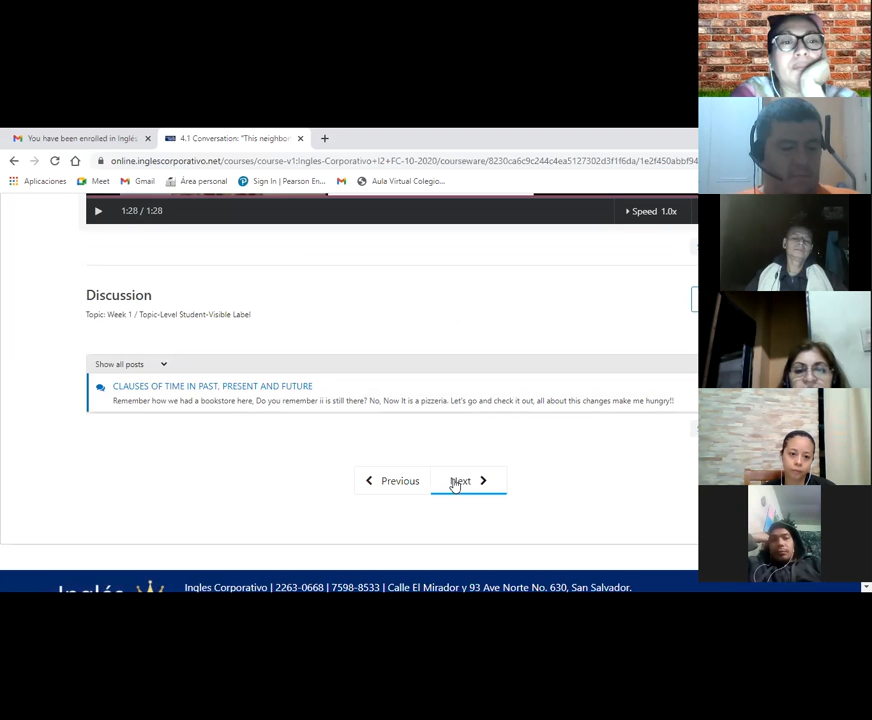 You have been enrolled in Inglés
4.1 Conversation: "This neighbor
online.inglescorporativo.net/courses/course-v1:Ingles-Corporativo+I2+FC-10-2020/courseware/8230ca6c9c244c4ea5127302d3f1f6da/1e2f450abbf94
Aplicaciones Meet Gmail Área personal Sign In | Pearson En... Aula Virtual Colegio...
1:28 / 1:28 Speed 1.0x
Discussion
Topic: Week 1 / Topic-Level Student-Visible Label
Show all posts
CLAUSES OF TIME IN PAST. PRESENT AND FUTURE
Remember how we had a bookstore here, Do you remember ii is still there? No, Now It is a pizzeria. Let's go and check it out, all about this changes make me hungry!!
Previous Next
Inglés Ingles Corporativo | 2263-0668 | 7598-8533 | Calle El Mirador y 93 Ave Norte No. 630, San Salvador.